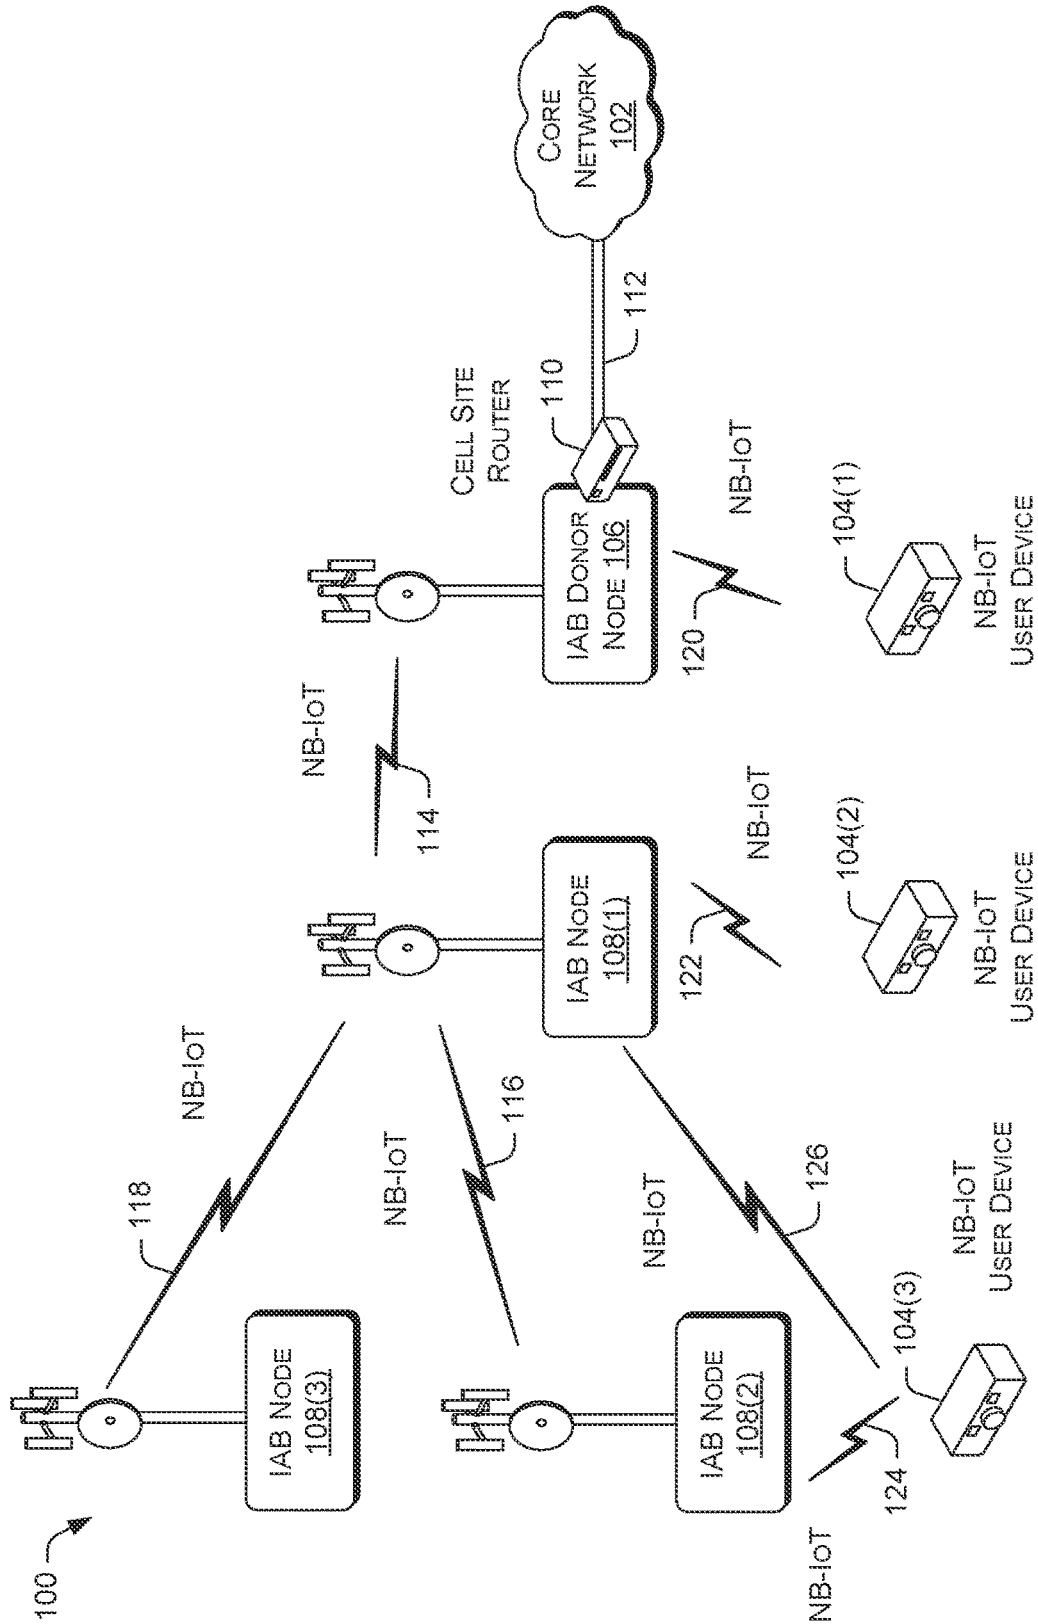 100
118
NB-IoT
IAB NODE
108(3)
NB-IoT
116
NB-IoT
114
CELL SITE
ROUTER
110
CORE
NETWORK
102
112
IAB NODE
108(2)
NB-IoT
126
IAB NODE
108(1)
122
NB-IoT
IAB DONOR
NODE 106
120
NB-IoT
NB-IoT
124
104(3)
NB-IoT
USER DEVICE
104(2)
NB-IoT
USER DEVICE
104(1)
NB-IoT
USER DEVICE